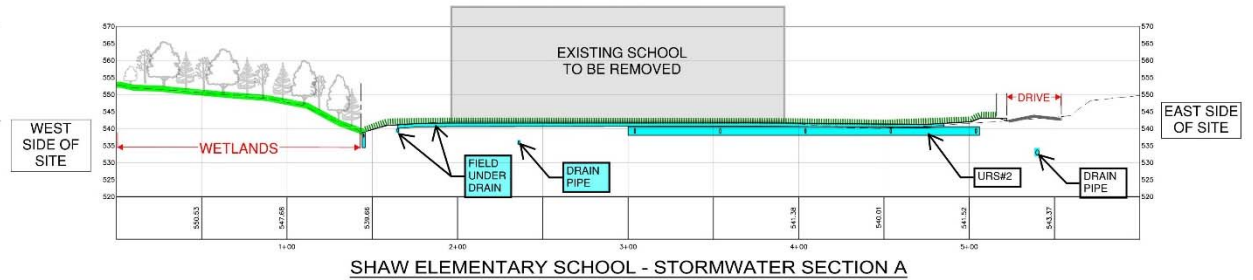 570
565
560
555
550
545
540
535
530
525
520
WEST
SIDE OF
SITE
WETLANDS
EXISTING SCHOOL
TO BE REMOVED
DRIVE
570
565
560
555
550
545
540
535
530
525
520
EAST SIDE
OF SITE
FIELD
UNDER
DRAIN
DRAIN
PIPE
URS#2
DRAIN
PIPE
550.53
547.68
539.66
541.38
540.01
541.52
543.37
1+00
2+00
3+00
4+00
5+00
SHAW ELEMENTARY SCHOOL - STORMWATER SECTION A